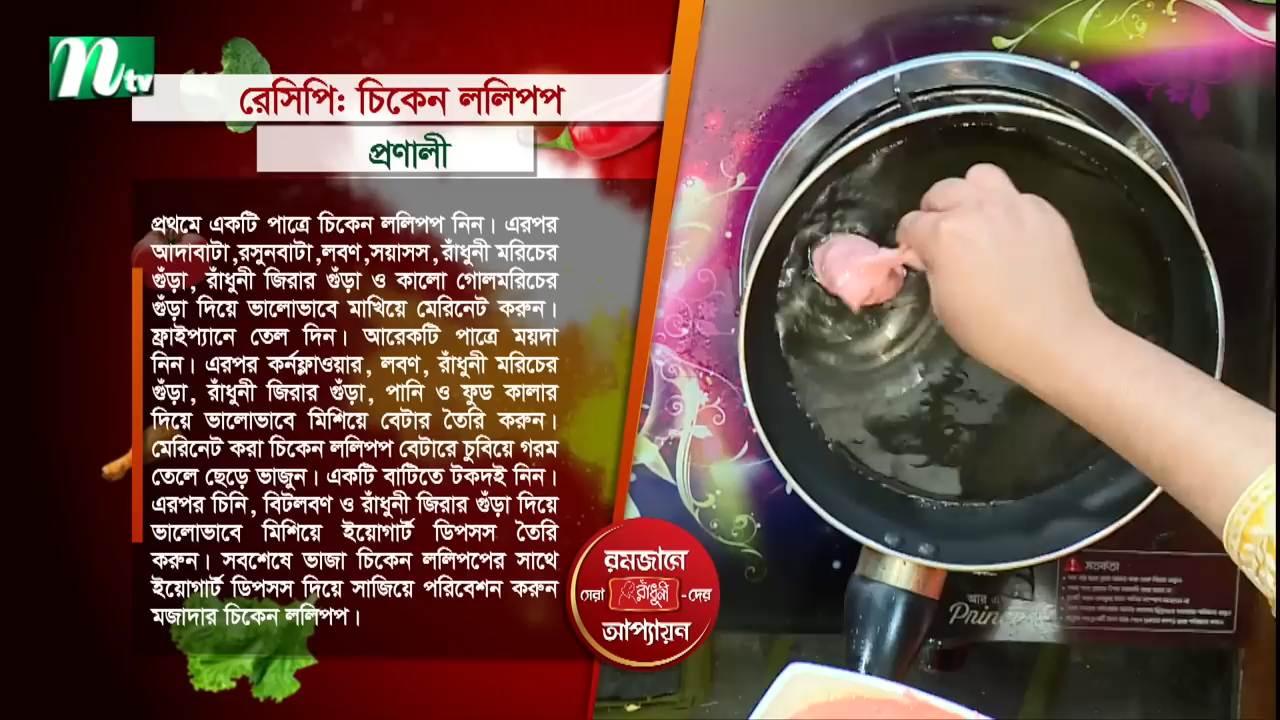 ntv
রেসিপি: চিকেন ললিপপ
প্রণালী
প্রথমে একটি পাত্রে চিকেন ললিপপ নিন। এরপর
আদাবাটা,রসুনবাটা,লবণ,সয়াসস,রাঁধুনী মরিচের
গুঁড়া, রাঁধুনী জিরার গুঁড়া ও কালো গোলমরিচের
গুঁড়া দিয়ে ভালোভাবে মাখিয়ে মেরিনেট করুন।
ফ্রাইপ্যানে তেল দিন। আরেকটি পাত্রে ময়দা
নিন। এরপর কর্নফ্লাওয়ার, লবণ, রাঁধুনী মরিচের
গুঁড়া, রাঁধুনী জিরার গুঁড়া, পানি ও ফুড কালার
দিয়ে ভালোভাবে মিশিয়ে বেটার তৈরি করুন।
মেরিনেট করা চিকেন ললিপপ বেটারে চুবিয়ে গরম
তেলে ছেড়ে ভাজুন। একটি বাটিতে টকদই নিন।
এরপর চিনি, বিটলবণ ও রাঁধুনী জিরার গুঁড়া দিয়ে
ভালোভাবে মিশিয়ে ইয়োগার্ট ডিপসস তৈরি
করুন। সবশেষে ভাজা চিকেন ললিপপের সাথে
ইয়োগার্ট ডিপসস দিয়ে সাজিয়ে পরিবেশন করুন
মজাদার চিকেন ললিপপ।
রমজানে
সেরা রাঁধুনী-দের
আপ্যায়ন
সতর্কতা